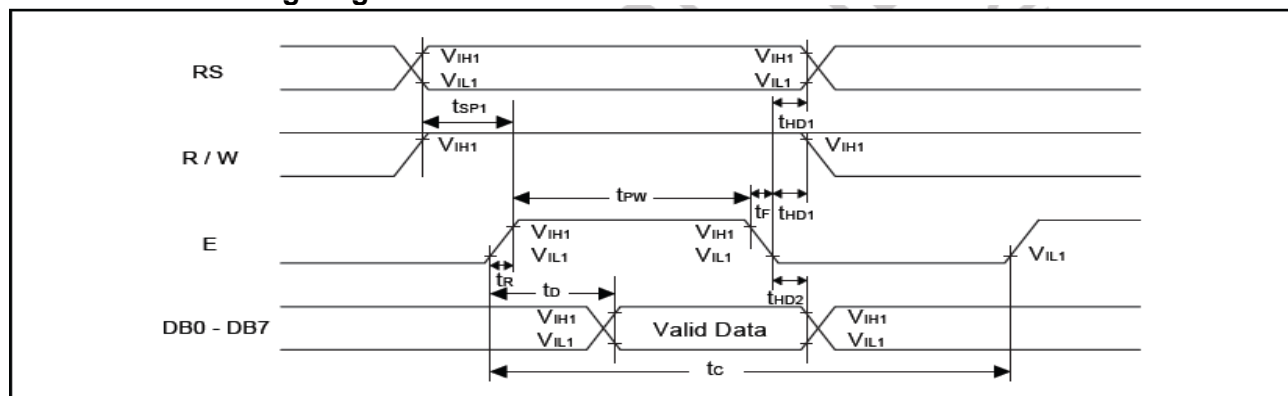 RS
VIH1
VIL1
VIH1
VIL1
tSP1
tHD1
R / W
VIH1
VIH1
tPW
tF
tHD1
E
VIH1
VIL1
VIH1
VIL1
VIL1
tR
tD
tHD2
DB0 - DB7
VIH1
VIL1
Valid Data
VIH1
VIL1
tC